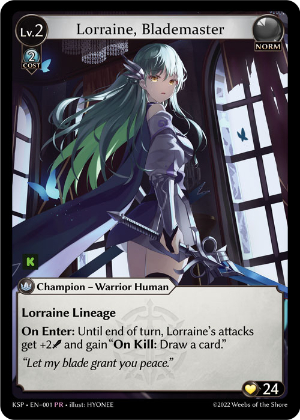 Lv.2 Lorraine, Blademaster
NORM
2
COST
K
Champion – Warrior Human
Lorraine Lineage
On Enter: Until end of turn, Lorraine's attacks
get +2 and gain “On Kill: Draw a card.”
“Let my blade grant you peace.”
24
KSP · EN–001 PR · illust: HYONEE
©2022 Weebs of the Shore